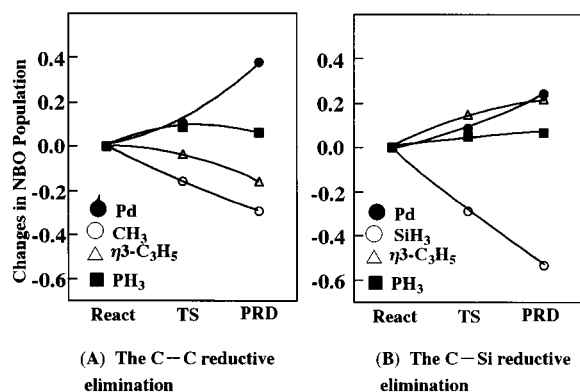 Changes in NBO Population
0.4
0.2
0.0
-0.2
-0.4
-0.6
Pd
CH3
η3-C3H5
PH3
React TS PRD
(A) The C−C reductive
elimination
0.4
0.2
0.0
-0.2
-0.4
-0.6
Pd
SiH3
η3-C3H5
PH3
React TS PRD
(B) The C−Si reductive
elimination